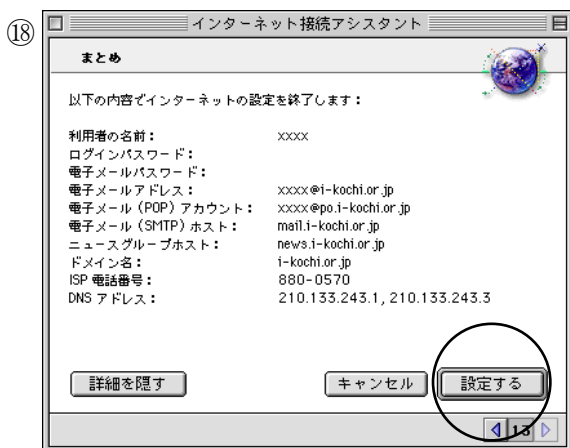 ⑱
インターネット接続アシスタント
まとめ
以下の内容でインターネットの設定を終了します：
利用者の名前： xxxx
ログインパスワード：
電子メールパスワード：
電子メールアドレス： xxxx@i-kochi.or.jp
電子メール（POP）アカウント： xxxx@po.i-kochi.or.jp
電子メール（SMTP）ホスト： mail.i-kochi.or.jp
ニュースグループホスト： news.i-kochi.or.jp
ドメイン名： i-kochi.or.jp
ISP 電話番号： 880-0570
DNS アドレス： 210.133.243.1, 210.133.243.3
詳細を隠す キャンセル 設定する
13